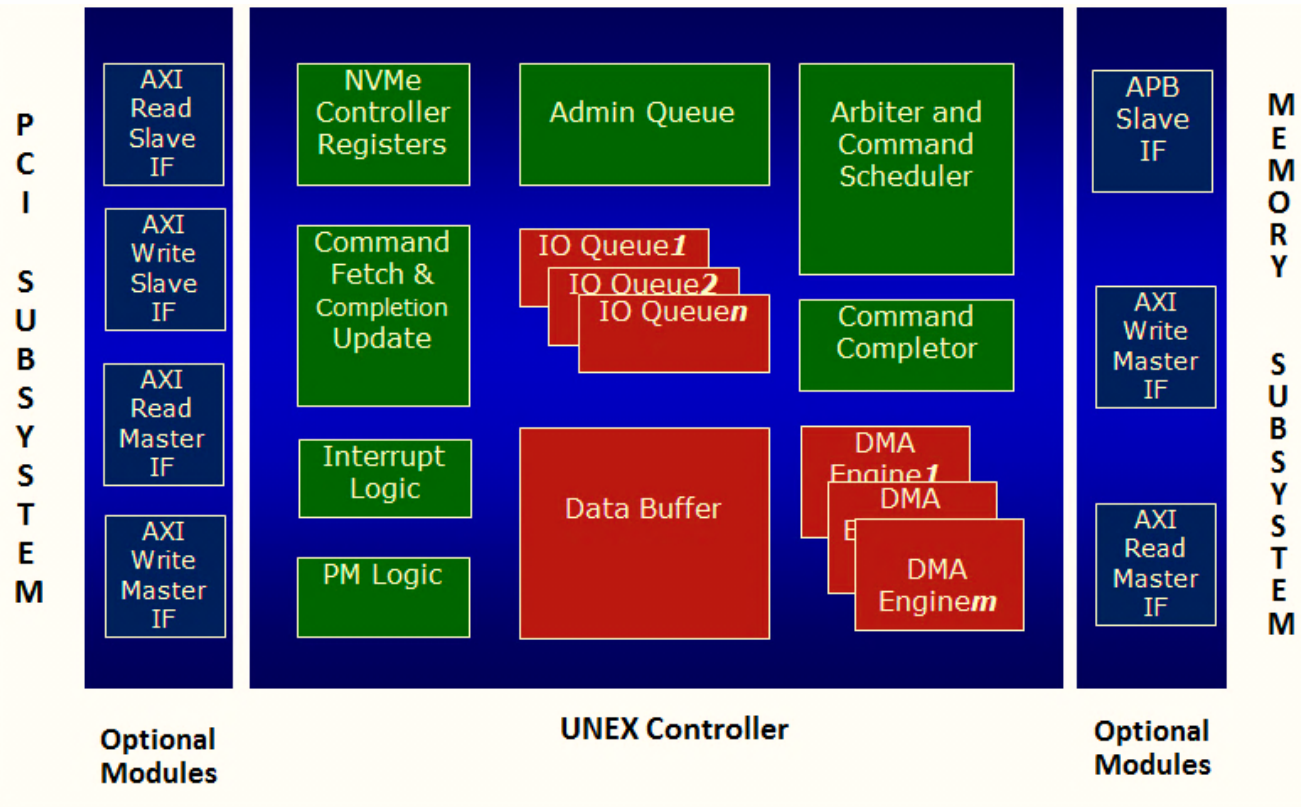 PCI SUBSYSTEM
AXI
Read
Slave
IF
AXI
Write
Slave
IF
AXI
Read
Master
IF
AXI
Write
Master
IF
Optional
Modules
NVMe
Controller
Registers
Command
Fetch &
Completion
Update
Interrupt
Logic
PM Logic
Admin Queue
IO Queue1
IO Queue2
IO Queuen
Data Buffer
Arbiter and
Command
Scheduler
Command
Completor
DMA
Engine1
DMA
DMA
Enginem
UNEX Controller
APB
Slave
IF
AXI
Write
Master
IF
AXI
Read
Master
IF
Optional
Modules
MEMORY SUBSYSTEM